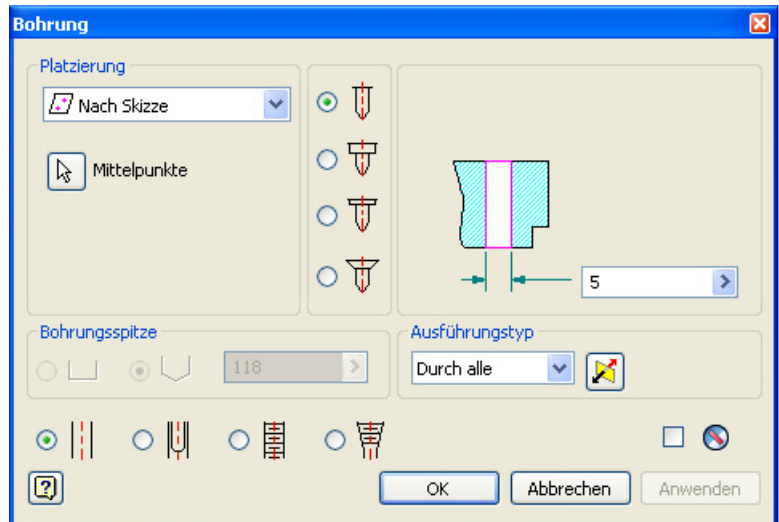 Bohrung
Platzierung
Nach Skizze
Mittelpunkte
5
Bohrungsspitze
118
Ausführungstyp
Durch alle
OK
Abbrechen
Anwenden